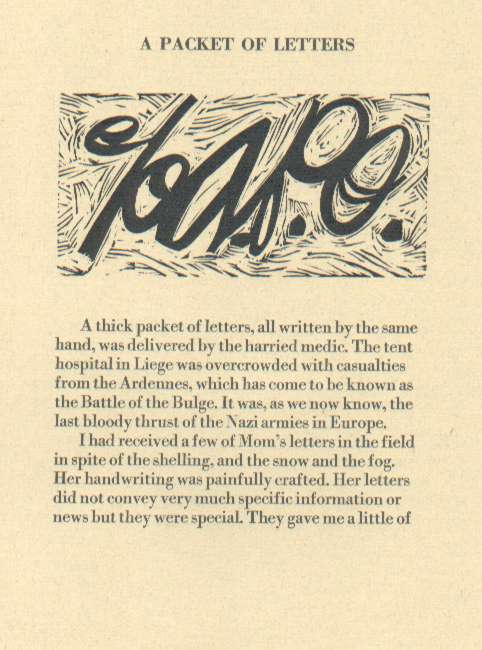 A PACKET OF LETTERS
c/o A.P.O.
A thick packet of letters, all written by the same
hand, was delivered by the harried medic. The tent
hospital in Liege was overcrowded with casualties
from the Ardennes, which has come to be known as
the Battle of the Bulge. It was, as we now know, the
last bloody thrust of the Nazi armies in Europe.
I had received a few of Mom's letters in the field
in spite of the shelling, and the snow and the fog.
Her handwriting was painfully crafted. Her letters
did not convey very much specific information or
news but they were special. They gave me a little of